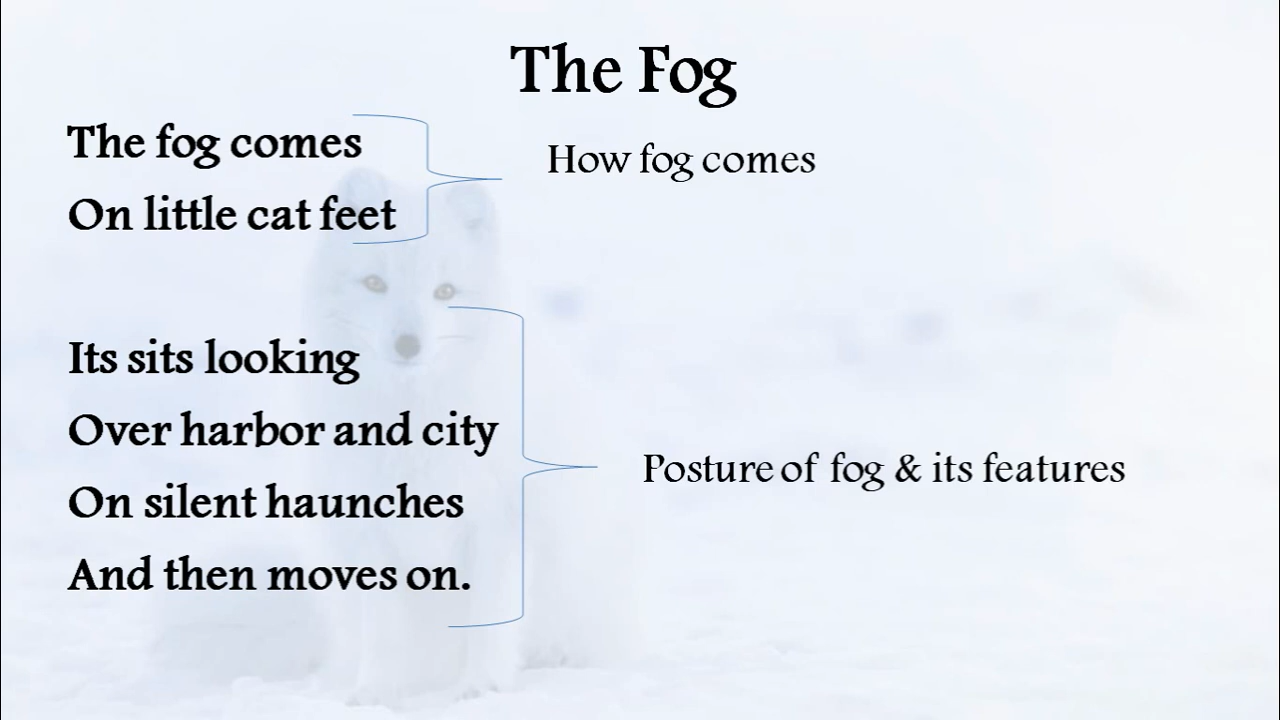 The Fog
The fog comes
On little cat feet
How fog comes
Its sits looking
Over harbor and city
On silent haunches
And then moves on.
Posture of fog & its features